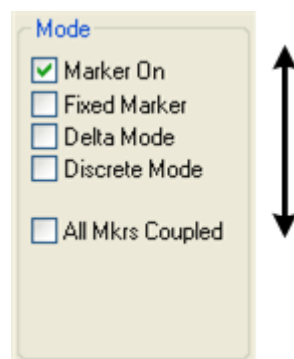 Mode
Marker On
Fixed Marker
Delta Mode
Discrete Mode
All Mkrs Coupled